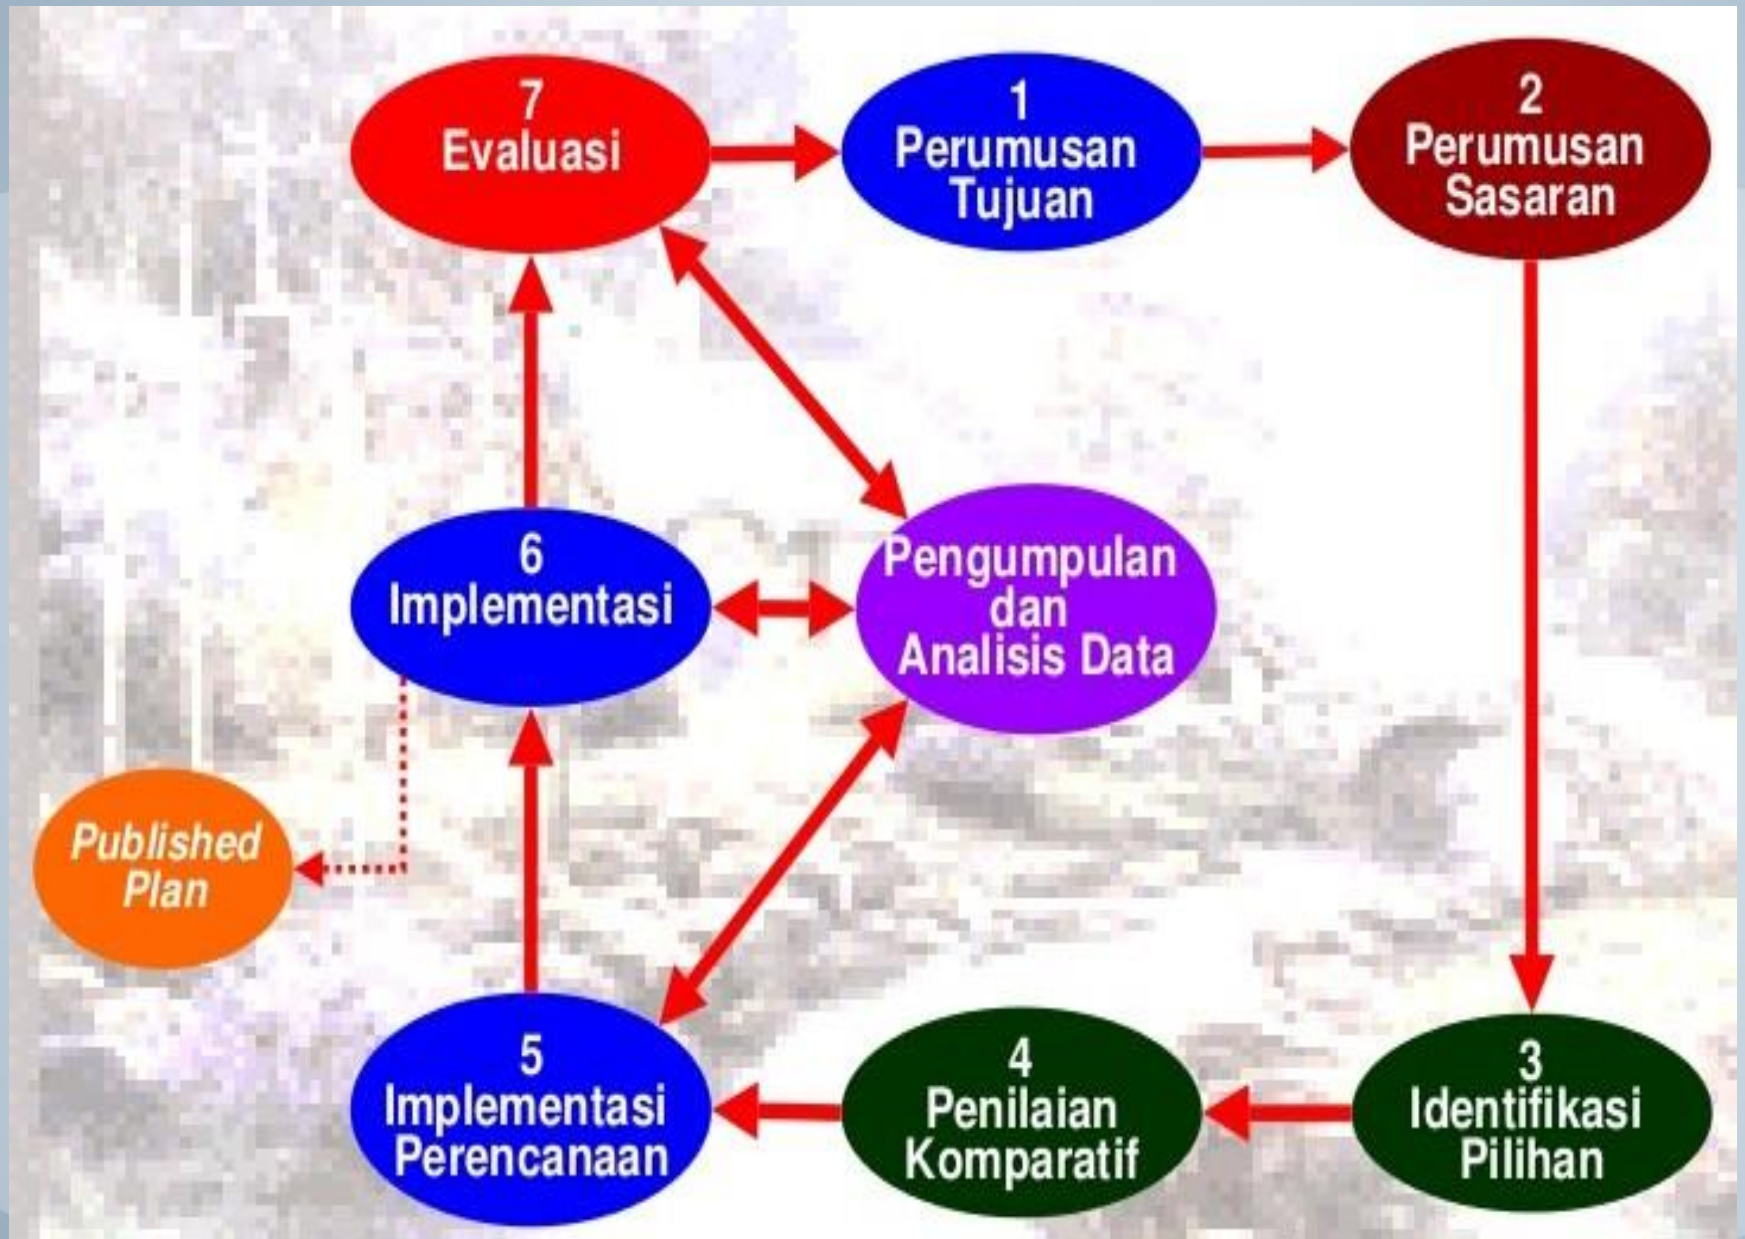 7
Evaluasi
1
Perumusan
Tujuan
2
Perumusan
Sasaran
6
Implementasi
Pengumpulan
dan
Analisis Data
Published
Plan
5
Implementasi
Perencanaan
4
Penilaian
Komparatif
3
Identifikasi
Pilihan